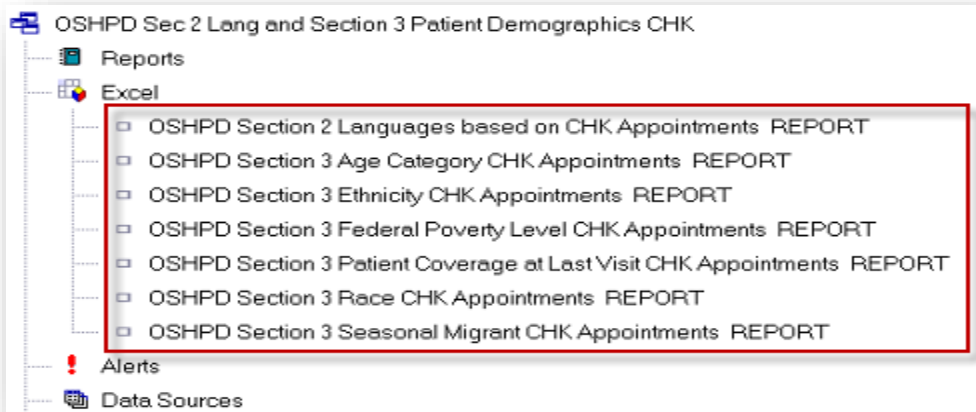 OSHPD Sec 2 Lang and Section 3 Patient Demographics CHK
Reports
Excel
OSHPD Section 2 Languages based on CHK Appointments REPORT
OSHPD Section 3 Age Category CHK Appointments REPORT
OSHPD Section 3 Ethnicity CHK Appointments REPORT
OSHPD Section 3 Federal Poverty Level CHK Appointments REPORT
OSHPD Section 3 Patient Coverage at Last Visit CHK Appointments REPORT
OSHPD Section 3 Race CHK Appointments REPORT
OSHPD Section 3 Seasonal Migrant CHK Appointments REPORT
Alerts
Data Sources